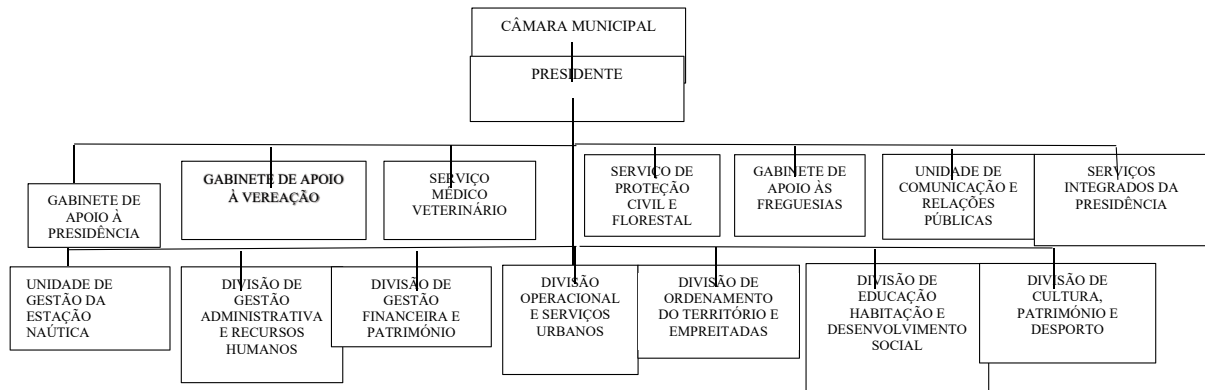 CÂMARA MUNICIPAL
PRESIDENTE
GABINETE DE
APOIO À
PRESIDÊNCIA
GABINETE DE APOIO
À VEREAÇÃO
SERVIÇO
MÉDICO
VETERINÁRIO
SERVIÇO DE
PROTEÇÃO
CIVIL E
FLORESTAL
GABINETE DE
APOIO ÀS
FREGUESIAS
UNIDADE DE
COMUNICAÇÃO E
RELAÇÕES
PÚBLICAS
SERVIÇOS
INTEGRADOS DA
PRESIDÊNCIA
UNIDADE DE
GESTÃO DA
ESTAÇÃO
NAÚTICA
DIVISÃO DE
GESTÃO
ADMINISTRATIVA
E RECURSOS
HUMANOS
DIVISÃO DE
GESTÃO
FINANCEIRA E
PATRIMÓNIO
DIVISÃO
OPERACIONAL
E SERVIÇOS
URBANOS
DIVISÃO DE
ORDENAMENTO
DO TERRITÓRIO E
EMPREITADAS
DIVISÃO DE
EDUCAÇÃO
HABITAÇÃO E
DESENVOLVIMENTO
SOCIAL
DIVISÃO DE
CULTURA,
PATRIMÓNIO E
DESPORTO